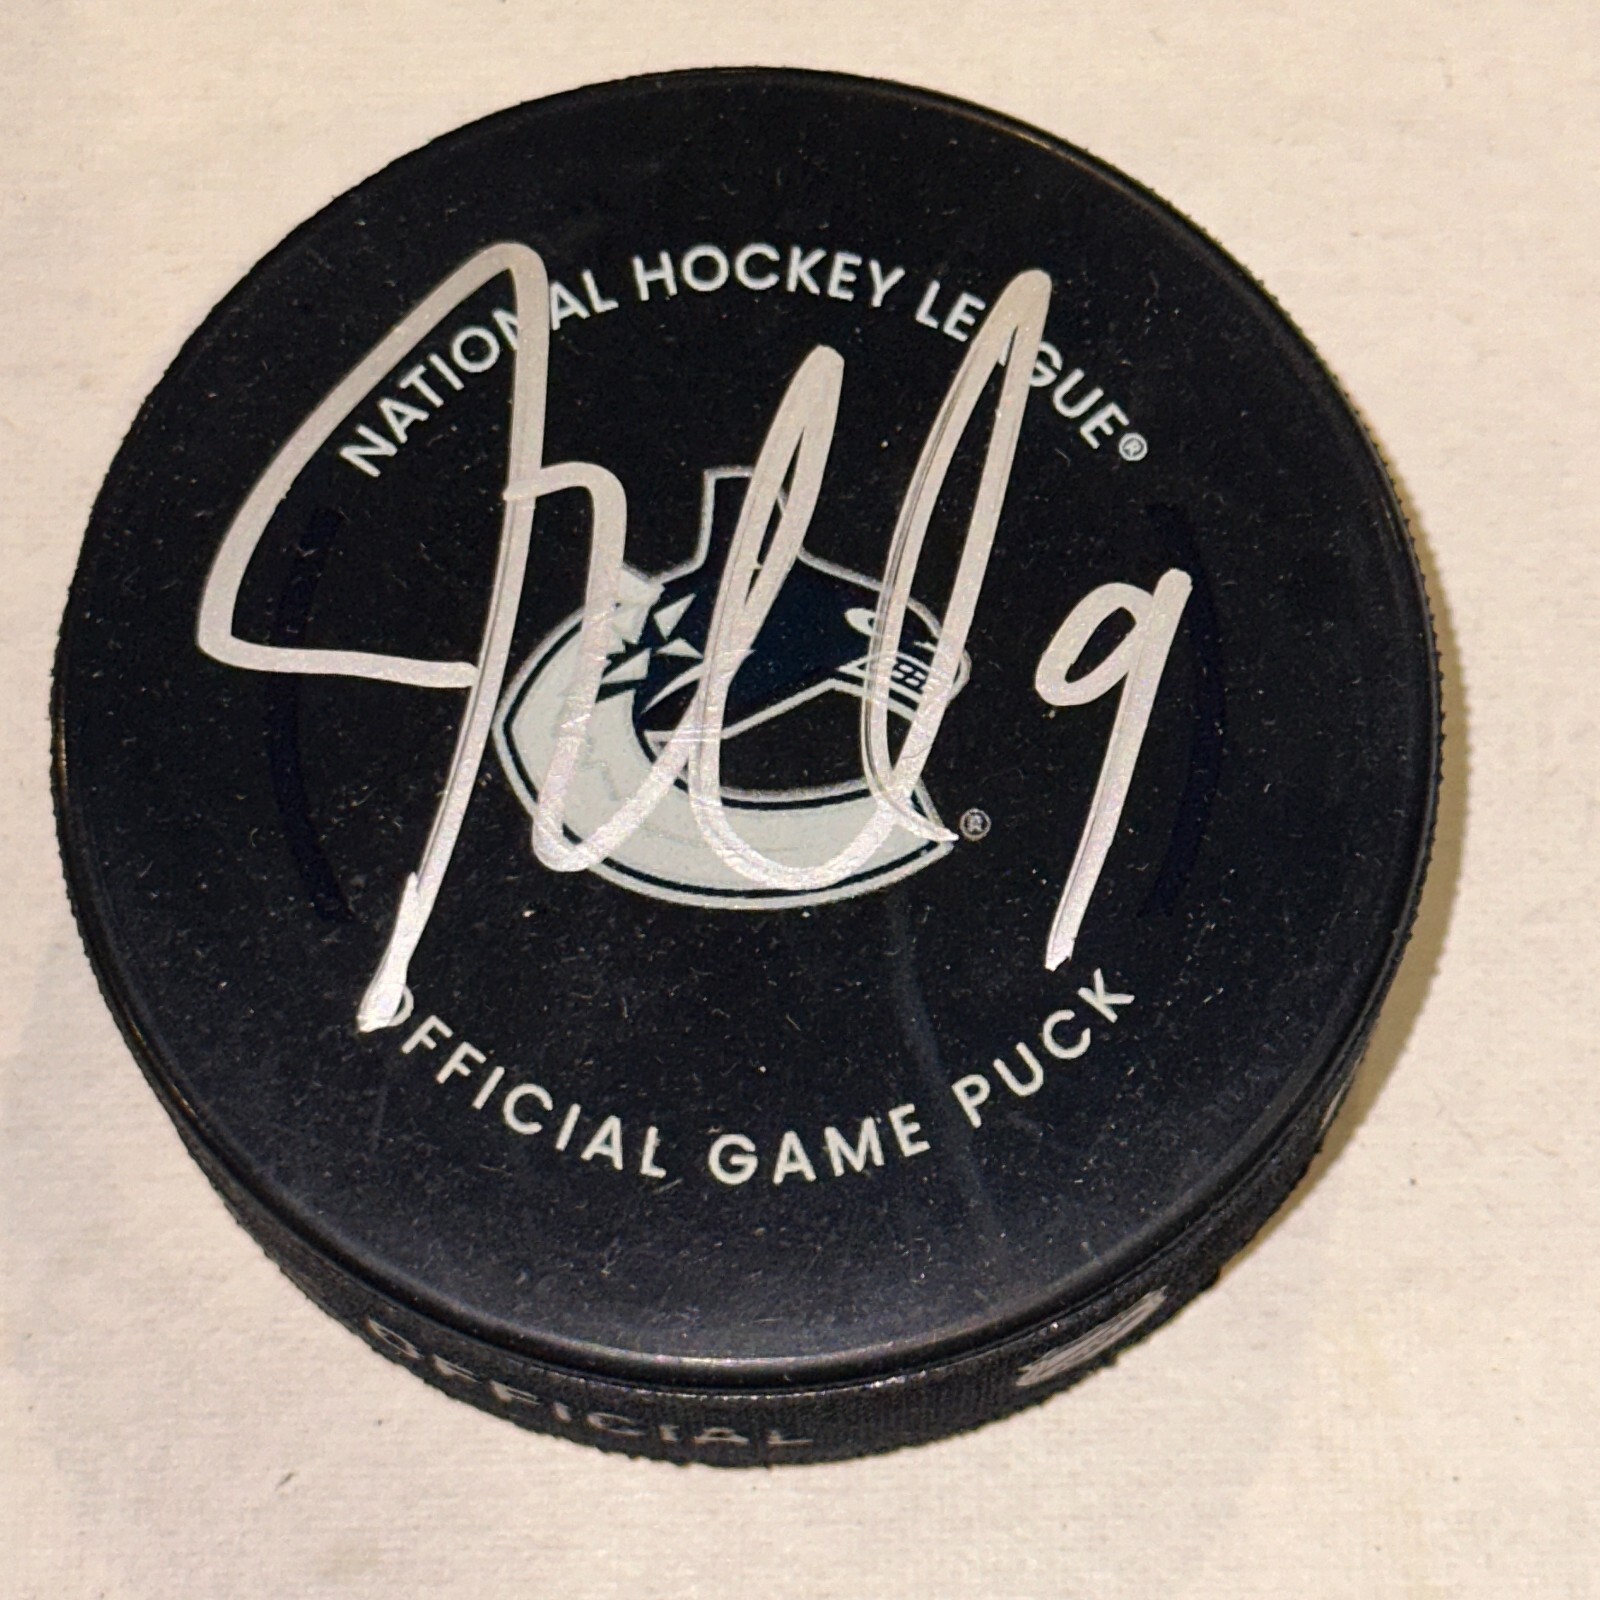 NATIONAL HOCKEY LEAGUE®
9
®
OFFICIAL GAME PUCK
OFFICIAL